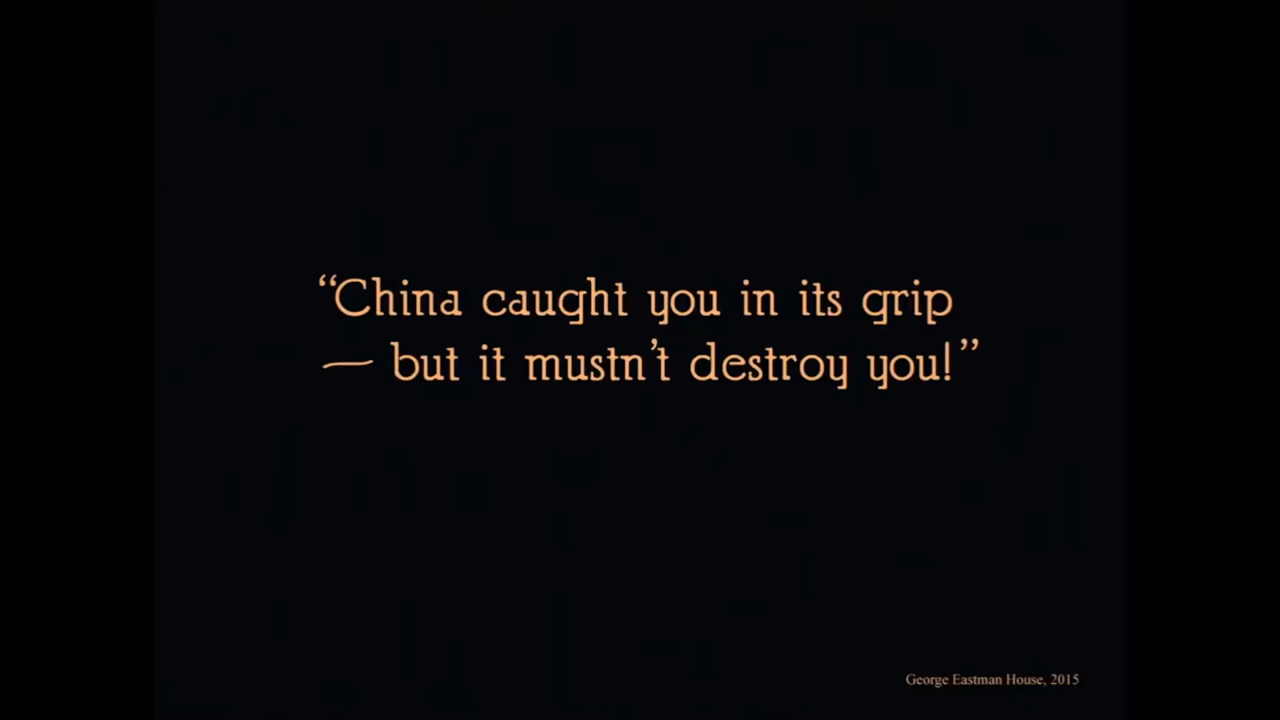 “China caught you in its grip
— but it mustn’t destroy you!”
George Eastman House, 2015